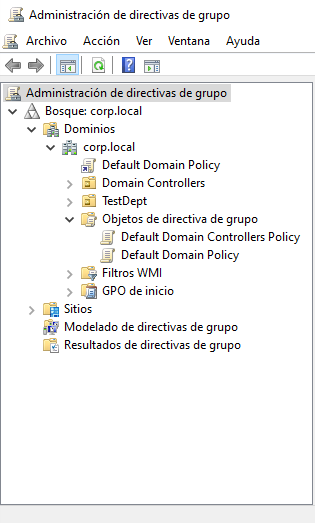 Administración de directivas de grupo
Archivo Acción Ver Ventana Ayuda
Administración de directivas de grupo
Bosque: corp.local
Dominios
corp.local
Default Domain Policy
Domain Controllers
TestDept
Objetos de directiva de grupo
Default Domain Controllers Policy
Default Domain Policy
Filtros WMI
GPO de inicio
Sitios
Modelado de directivas de grupo
Resultados de directivas de grupo